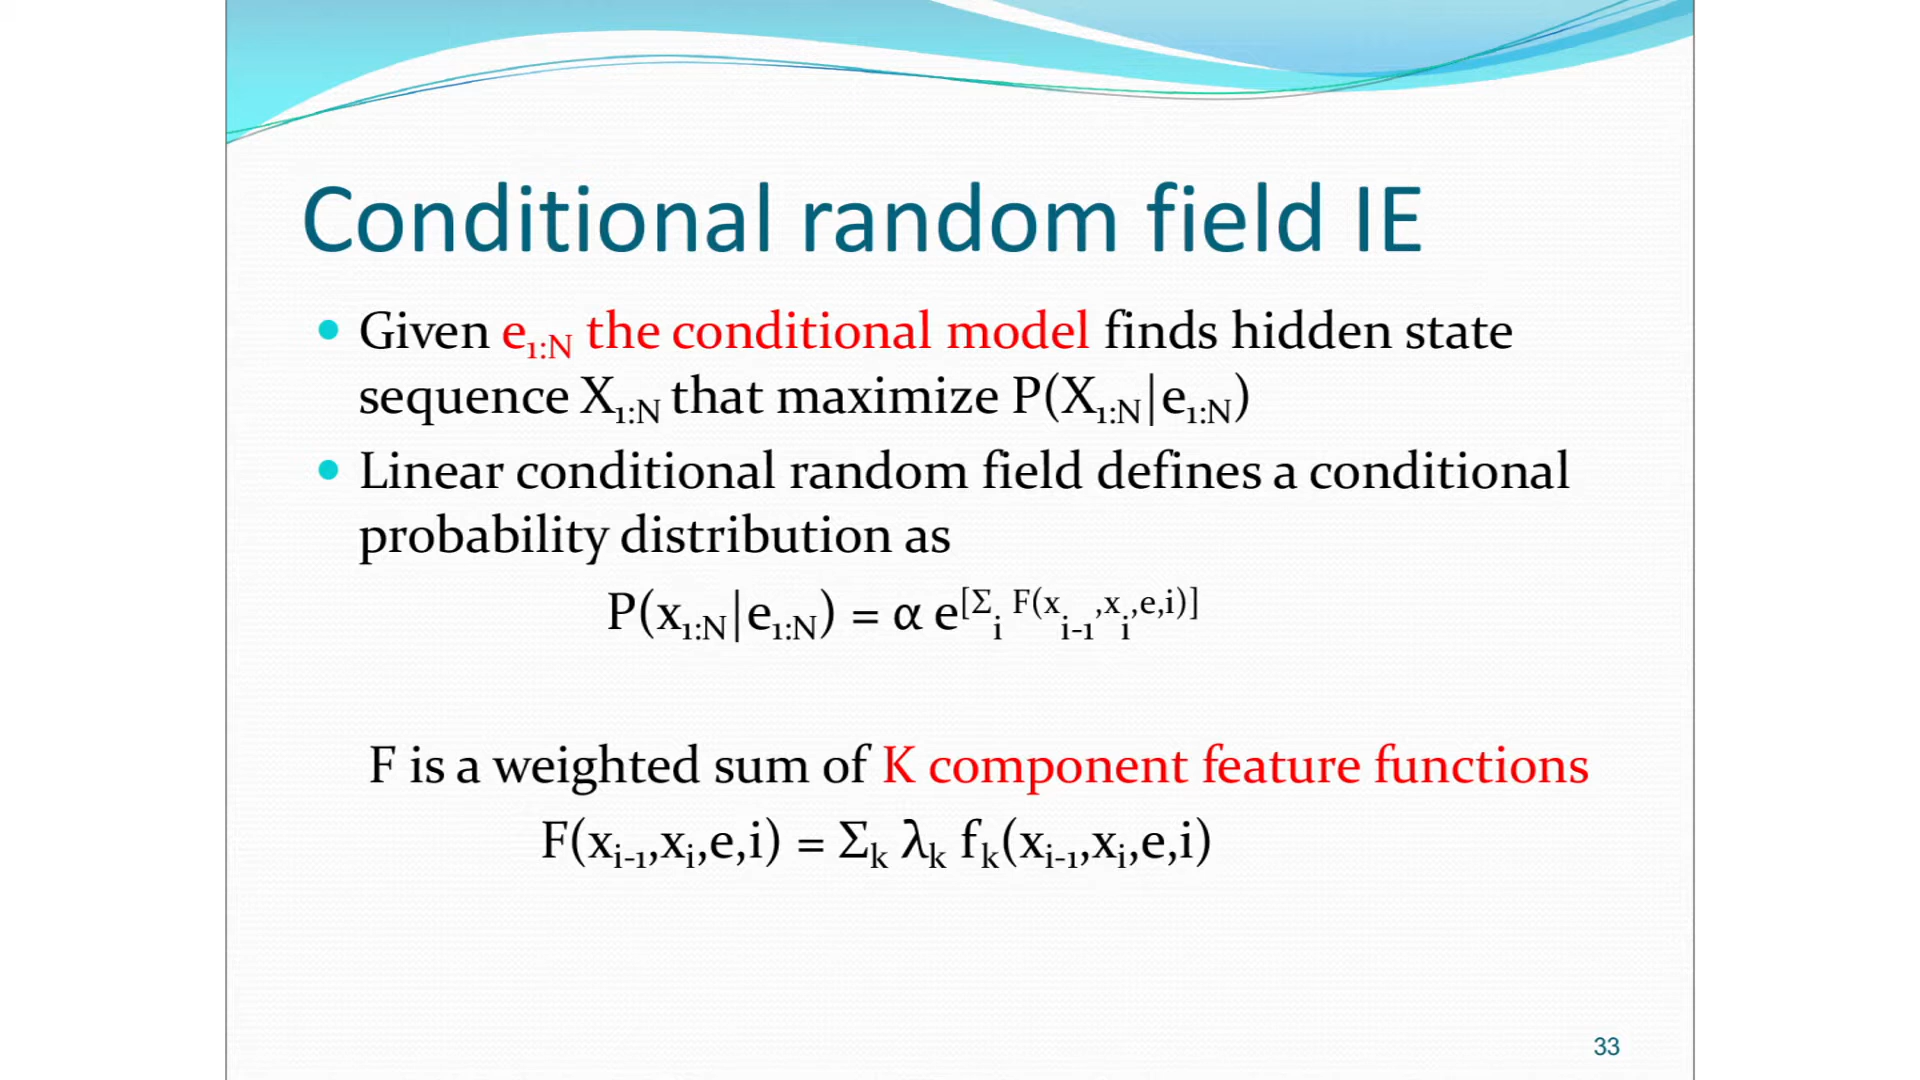 Conditional random field IE
• Given e₁:N the conditional model finds hidden state
sequence X₁:N that maximize P(X₁:N|e₁:N)
• Linear conditional random field defines a conditional
probability distribution as
P(x₁:N|e₁:N) = α e^[Σᵢ F(xᵢ₋₁,xᵢ,e,i)]
F is a weighted sum of K component feature functions
F(xᵢ₋₁,xᵢ,e,i) = Σₖ λₖ fₖ(xᵢ₋₁,xᵢ,e,i)
33